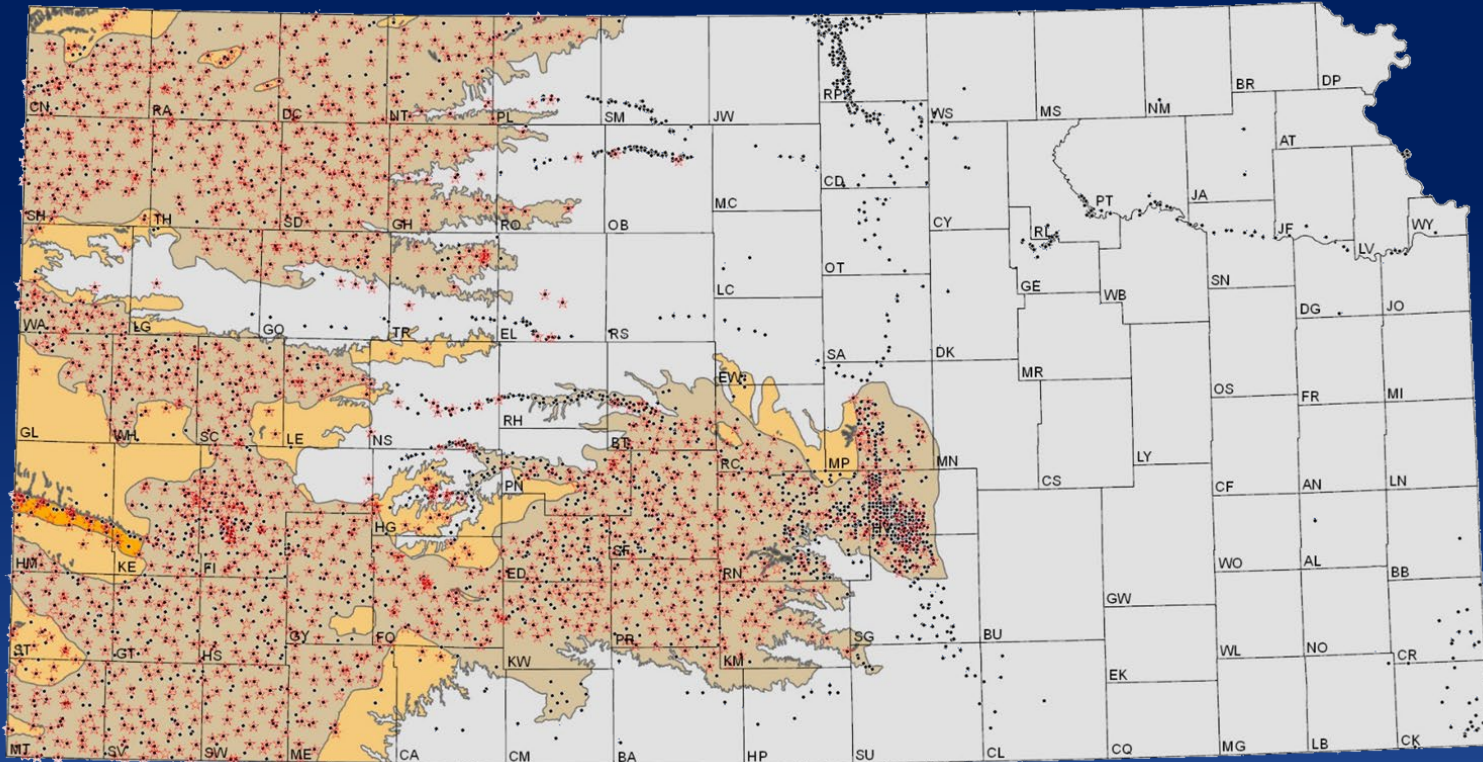 BR DP
CN RA DC NT PL SM JW RP WS MS NM
AT
SH TH SD GH RO OB MC CD CY RL PT JA JF LV WY
WA LG GO TR EL RS LC OT GE WB SN DG JO
SA DK
EW MR OS FR MI
GL WH SC LE NS RH BT RC MP MN CS LY
HG PN HV CF AN LN
HM KE FI ED SF RN WO AL BB
ST GT HS GY FO KW PR KM SG BU GW WL NO CR
EK
MT SV SW ME CA CM BA HP SU CL CQ MG LB CK